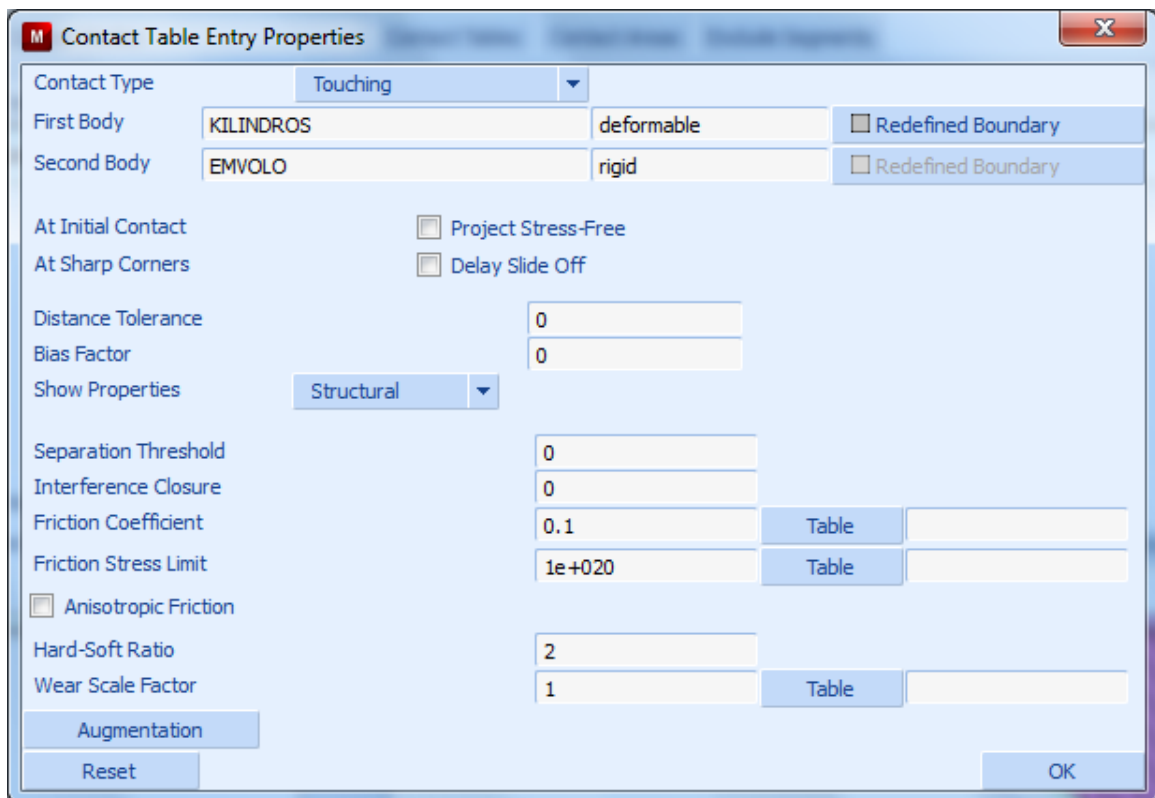 M Contact Table Entry Properties X
Contact Type Touching
First Body KILINDROS deformable Redefined Boundary
Second Body EMVOLO rigid Redefined Boundary
At Initial Contact Project Stress-Free
At Sharp Corners Delay Slide Off
Distance Tolerance 0
Bias Factor 0
Show Properties Structural
Separation Threshold 0
Interference Closure 0
Friction Coefficient 0.1 Table
Friction Stress Limit 1e+020 Table
Anisotropic Friction
Hard-Soft Ratio 2
Wear Scale Factor 1 Table
Augmentation
Reset OK